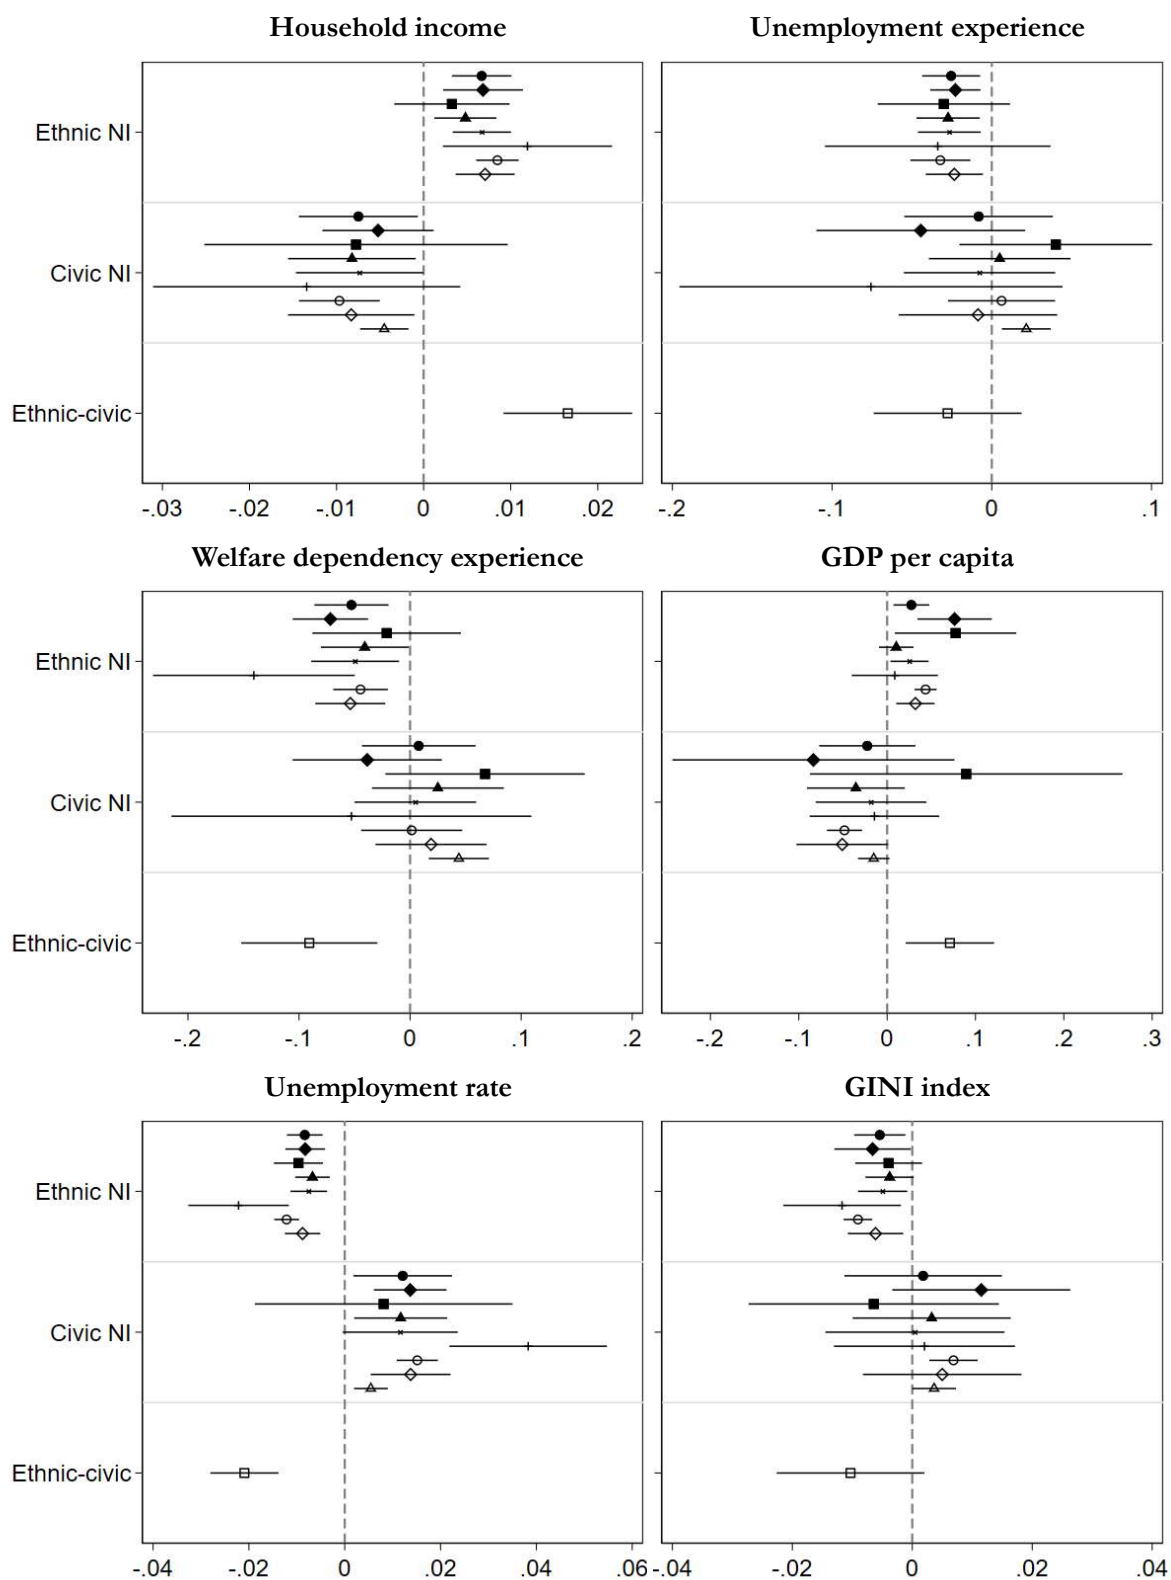 Household income
Unemployment experience
Ethnic NI
Civic NI
Ethnic-civic
-.03 -.02 -.01 0 .01 .02
-.2 -.1 0 .1
Welfare dependency experience
GDP per capita
Ethnic NI
Civic NI
Ethnic-civic
-.2 -.1 0 .1 .2
-.2 -.1 0 .1 .2 .3
Unemployment rate
GINI index
Ethnic NI
Civic NI
Ethnic-civic
-.04 -.02 0 .02 .04 .06
-.04 -.02 0 .02 .04